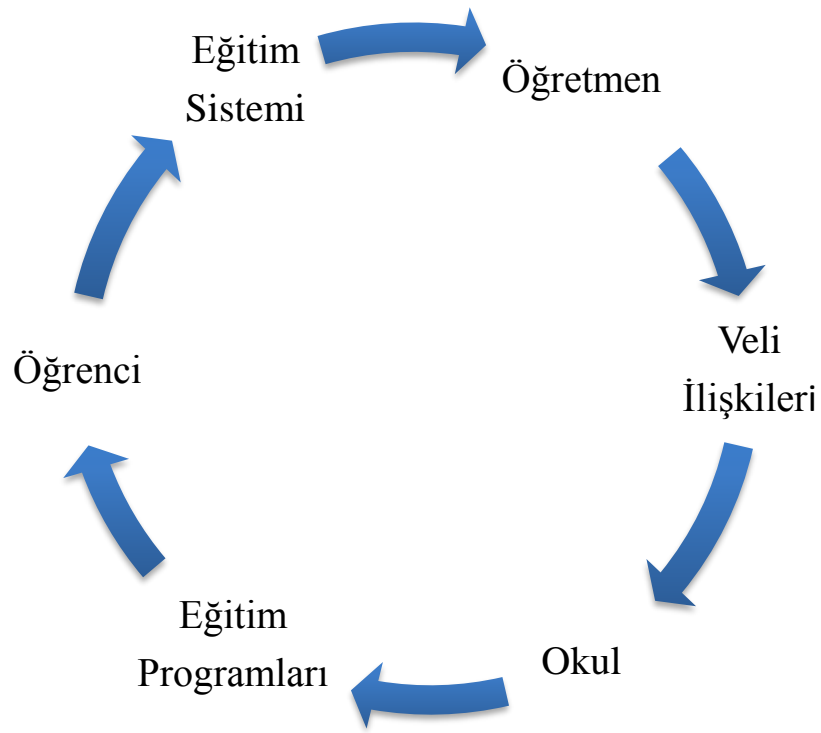 Eğitim
Sistemi
Öğretmen
Veli
İlişkileri
Okul
Eğitim
Programları
Öğrenci